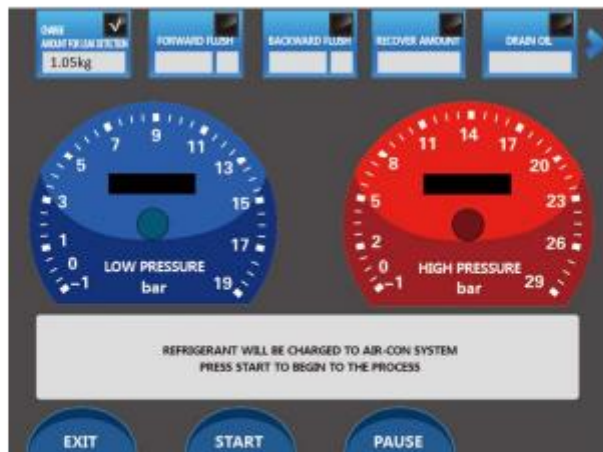 CHARGE
AMOUNT FOR LEAK DETECTION
1.05kg
FORWARD FLUSH
BACKWARD FLUSH
RECOVER AMOUNT
DRAIN OIL
-1
0
1
3
5
7
9
11
13
15
17
19
LOW PRESSURE
bar
-1
0
2
5
8
11
14
17
20
23
26
29
HIGH PRESSURE
bar
REFRIGERANT WILL BE CHARGED TO AIR-CON SYSTEM
PRESS START TO BEGIN TO THE PROCESS
EXIT
START
PAUSE